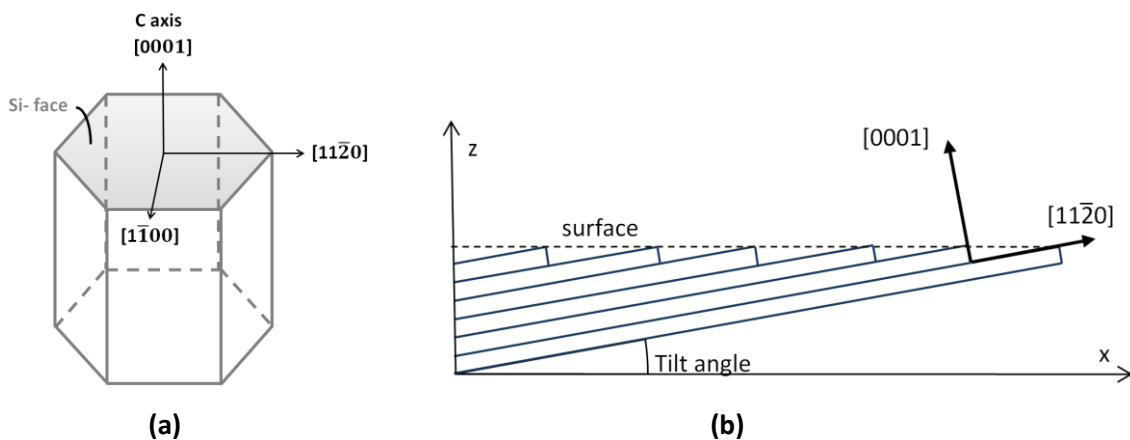 C axis
[0001]
Si- face
[112̅0]
[11̅00]
(a)
z
[0001]
[112̅0]
surface
Tilt angle
x
(b)